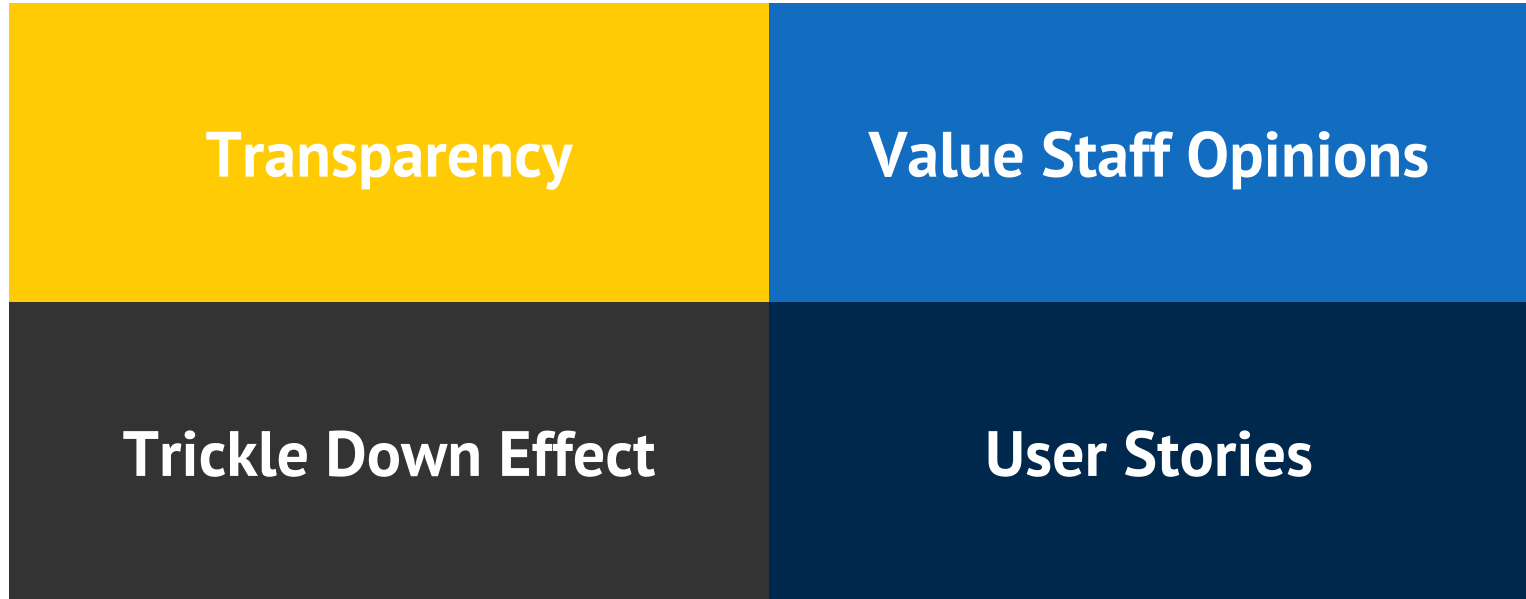 Transparency
Value Staff Opinions
Trickle Down Effect
User Stories